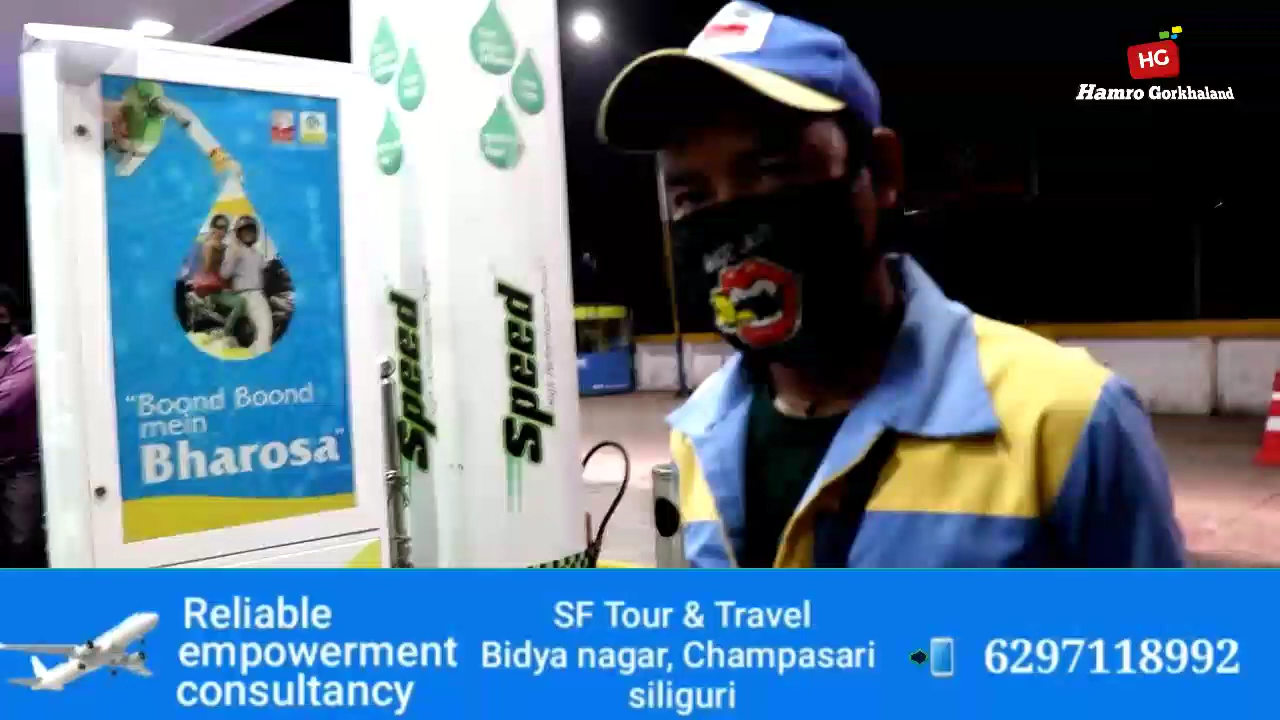 HG
Hamro Gorkhaland
"Boond Boond
mein
Bharosa"
Speed
Speed
Reliable
empowerment
consultancy
SF Tour & Travel
Bidya nagar, Champasari
siliguri
6297118992